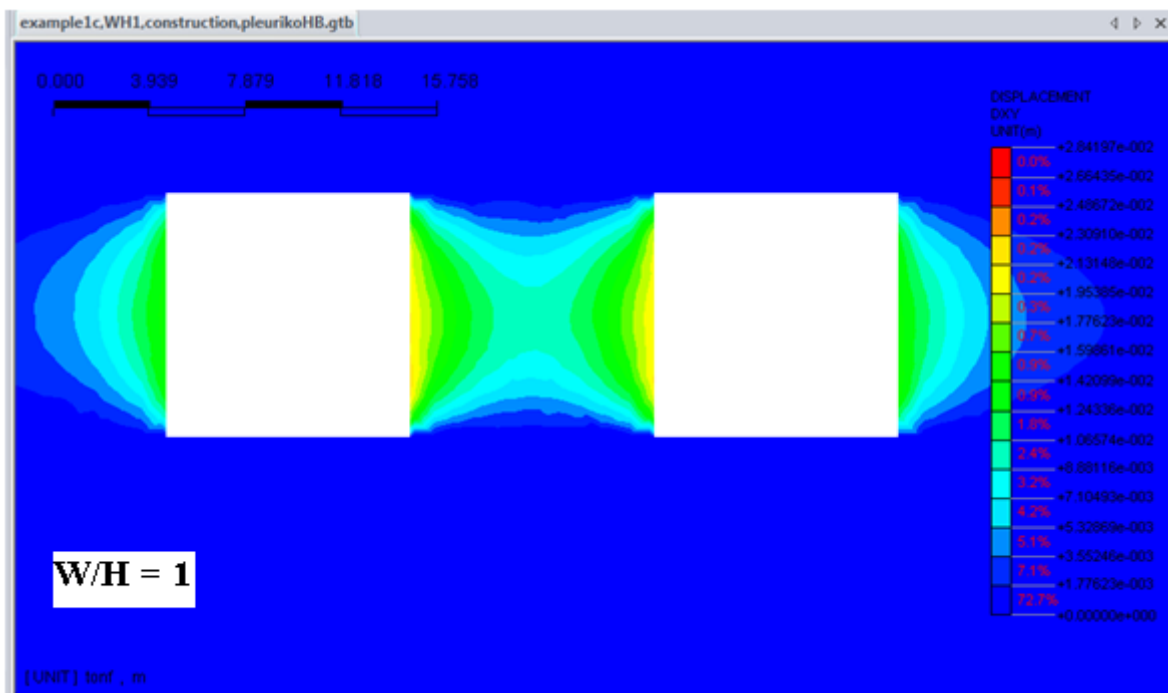 example1c,WH1,construction,pleurikoHB.gtb
0.000 3.939 7.879 11.818 15.758
DISPLACEMENT
DXY
UNIT(m)
+2.84197e-002
0.0%
+2.66435e-002
0.1%
+2.48672e-002
0.2%
+2.30910e-002
0.2%
+2.13148e-002
0.2%
+1.95385e-002
0.3%
+1.77623e-002
0.7%
+1.59861e-002
0.9%
+1.42099e-002
0.9%
+1.24336e-002
1.8%
+1.06574e-002
2.4%
+8.88116e-003
3.2%
+7.10493e-003
4.2%
+5.32869e-003
5.1%
+3.55246e-003
7.1%
+1.77623e-003
72.7%
+0.00000e+000
W/H = 1
[UNIT] tonf , m